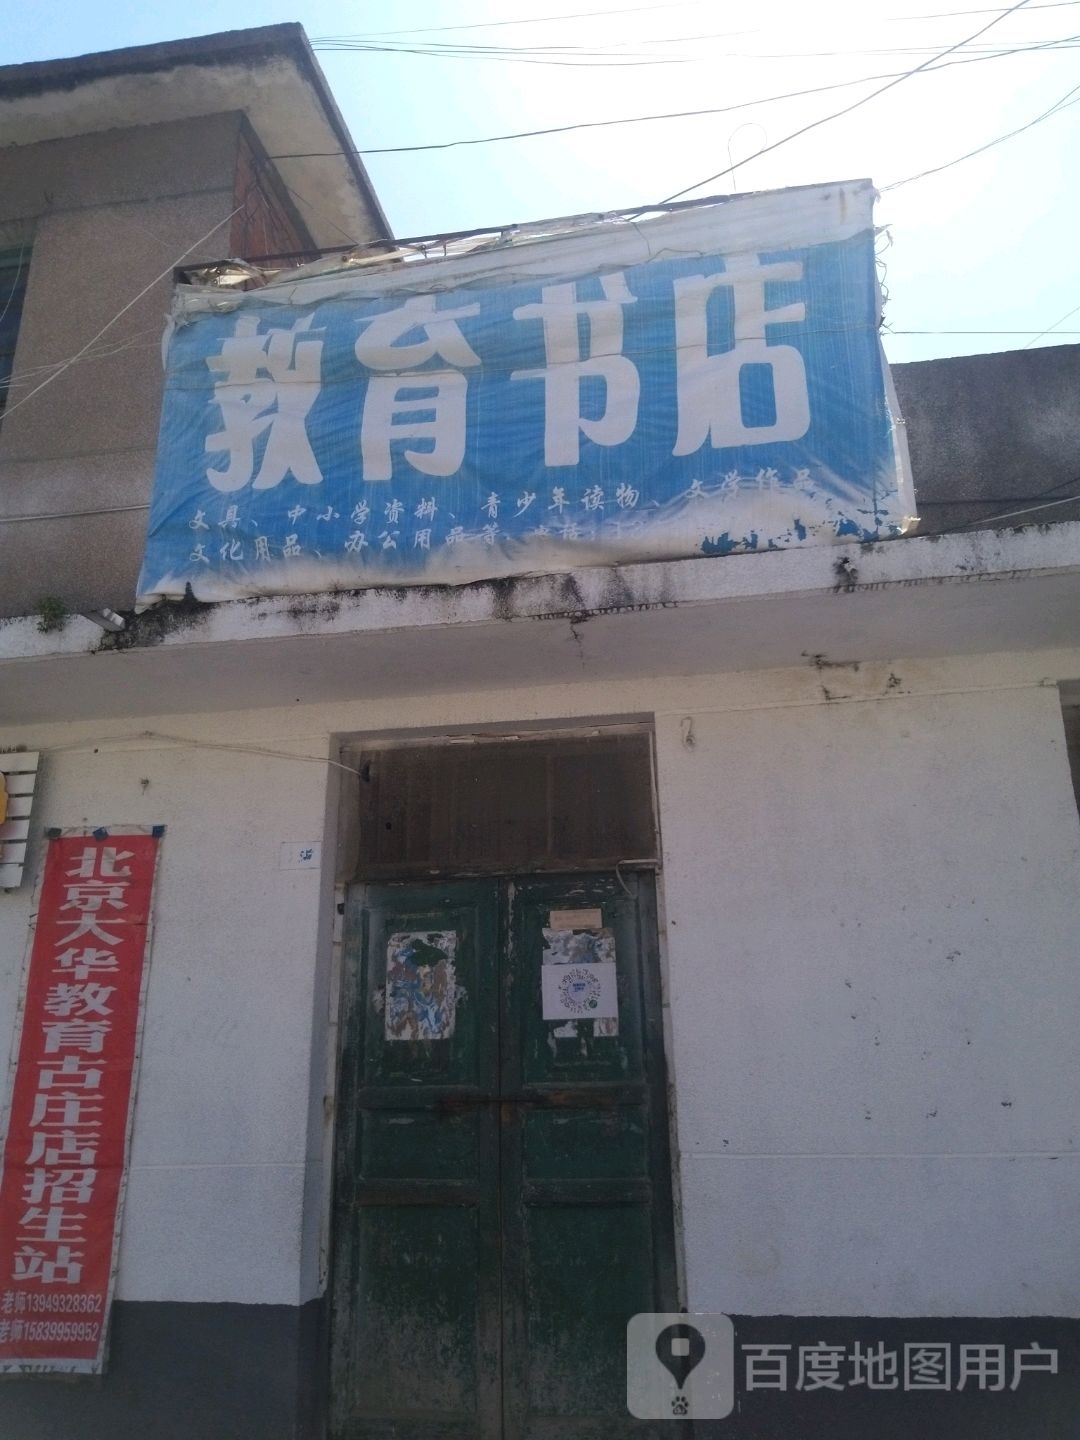 教育书店
文具、中小学资料、青少年读物、文学作品
文化用品、办公用品等
北京大华教育古庄店招生站
老师13949328362
老师15839959952
百度地图用户